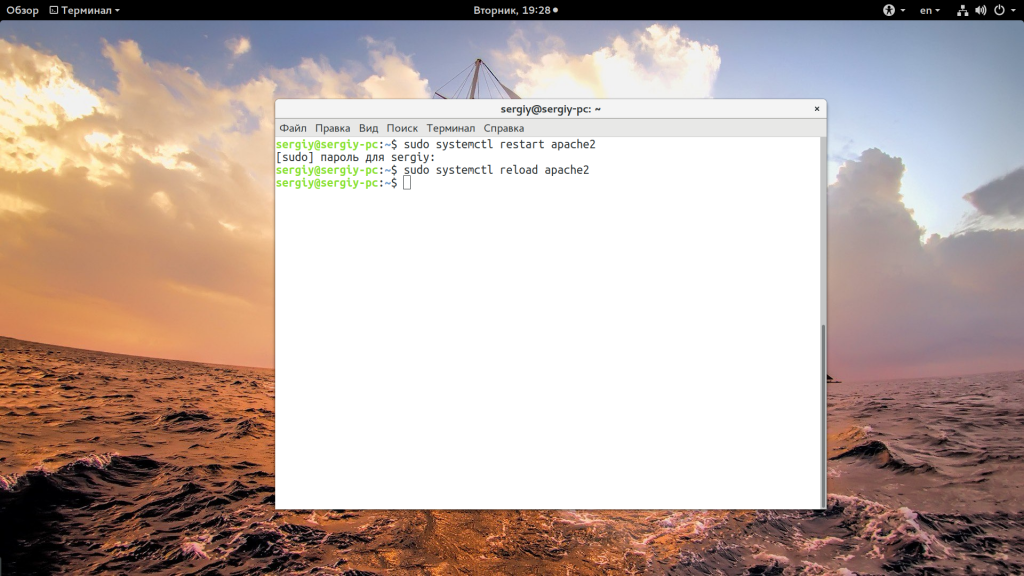 Обзор Терминал Вторник, 19:28 en
sergiy@sergiy-pc: ~ ×
Файл Правка Вид Поиск Терминал Справка
sergiy@sergiy-pc:~$ sudo systemctl restart apache2
[sudo] пароль для sergiy:
sergiy@sergiy-pc:~$ sudo systemctl reload apache2
sergiy@sergiy-pc:~$